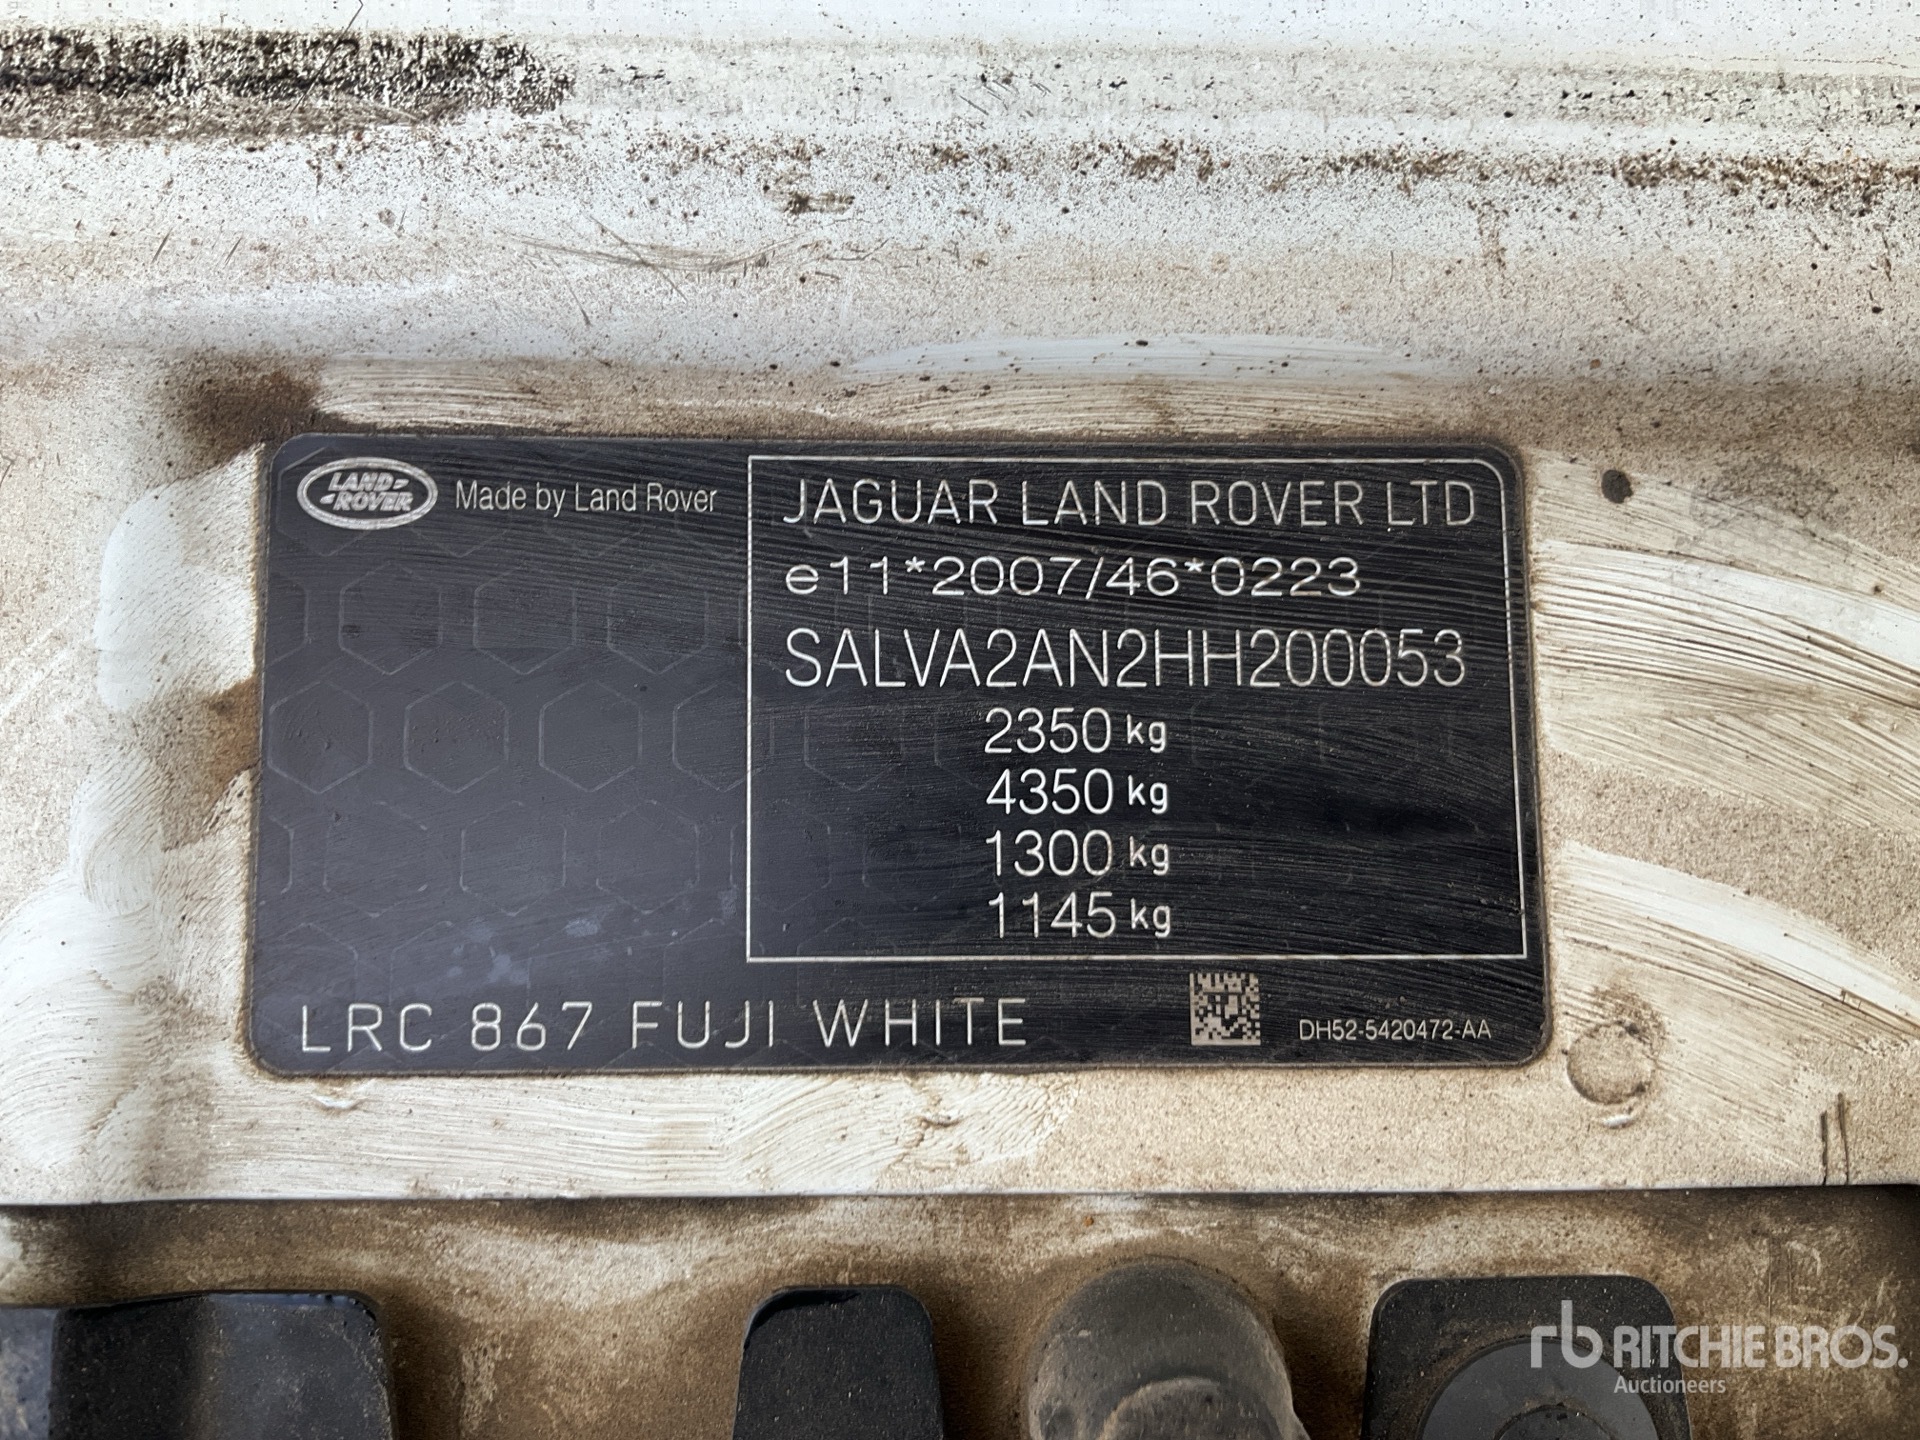 LAND ROVER
Made by Land Rover
JAGUAR LAND ROVER LTD
e11*2007/46*0223
SALVA2AN2HH200053
2350 kg
4350 kg
1300 kg
1145 kg
LRC 867 FUJI WHITE
DH52-5420472-AA
rb RITCHIE BROS.
Auctioneers